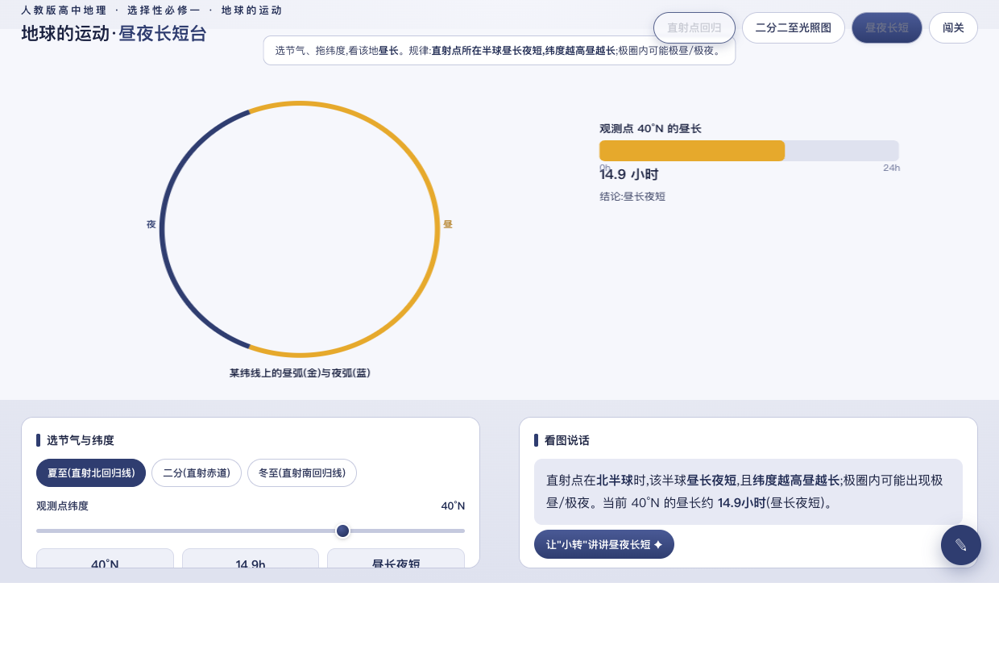 人教版高中地理 · 选择性必修一 · 地球的运动
地球的运动·昼夜长短台
直射点回归
二分二至光照图
昼夜长短
闯关
选节气、拖纬度,看该地昼长。规律:直射点所在半球昼长夜短,纬度越高昼越长;极圈内可能极昼/极夜。
夜
昼
某纬线上的昼弧(金)与夜弧(蓝)
观测点 40°N 的昼长
0h
24h
14.9 小时
结论:昼长夜短
选节气与纬度
夏至(直射北回归线)
二分(直射赤道)
冬至(直射南回归线)
观测点纬度
40°N
40°N
14.9h
昼长夜短
看图说话
直射点在北半球时,该半球昼长夜短,且纬度越高昼越长;极圈内可能出现极
昼/极夜。当前 40°N 的昼长约 14.9小时(昼长夜短)。
让"小转"讲讲昼夜长短 ✦